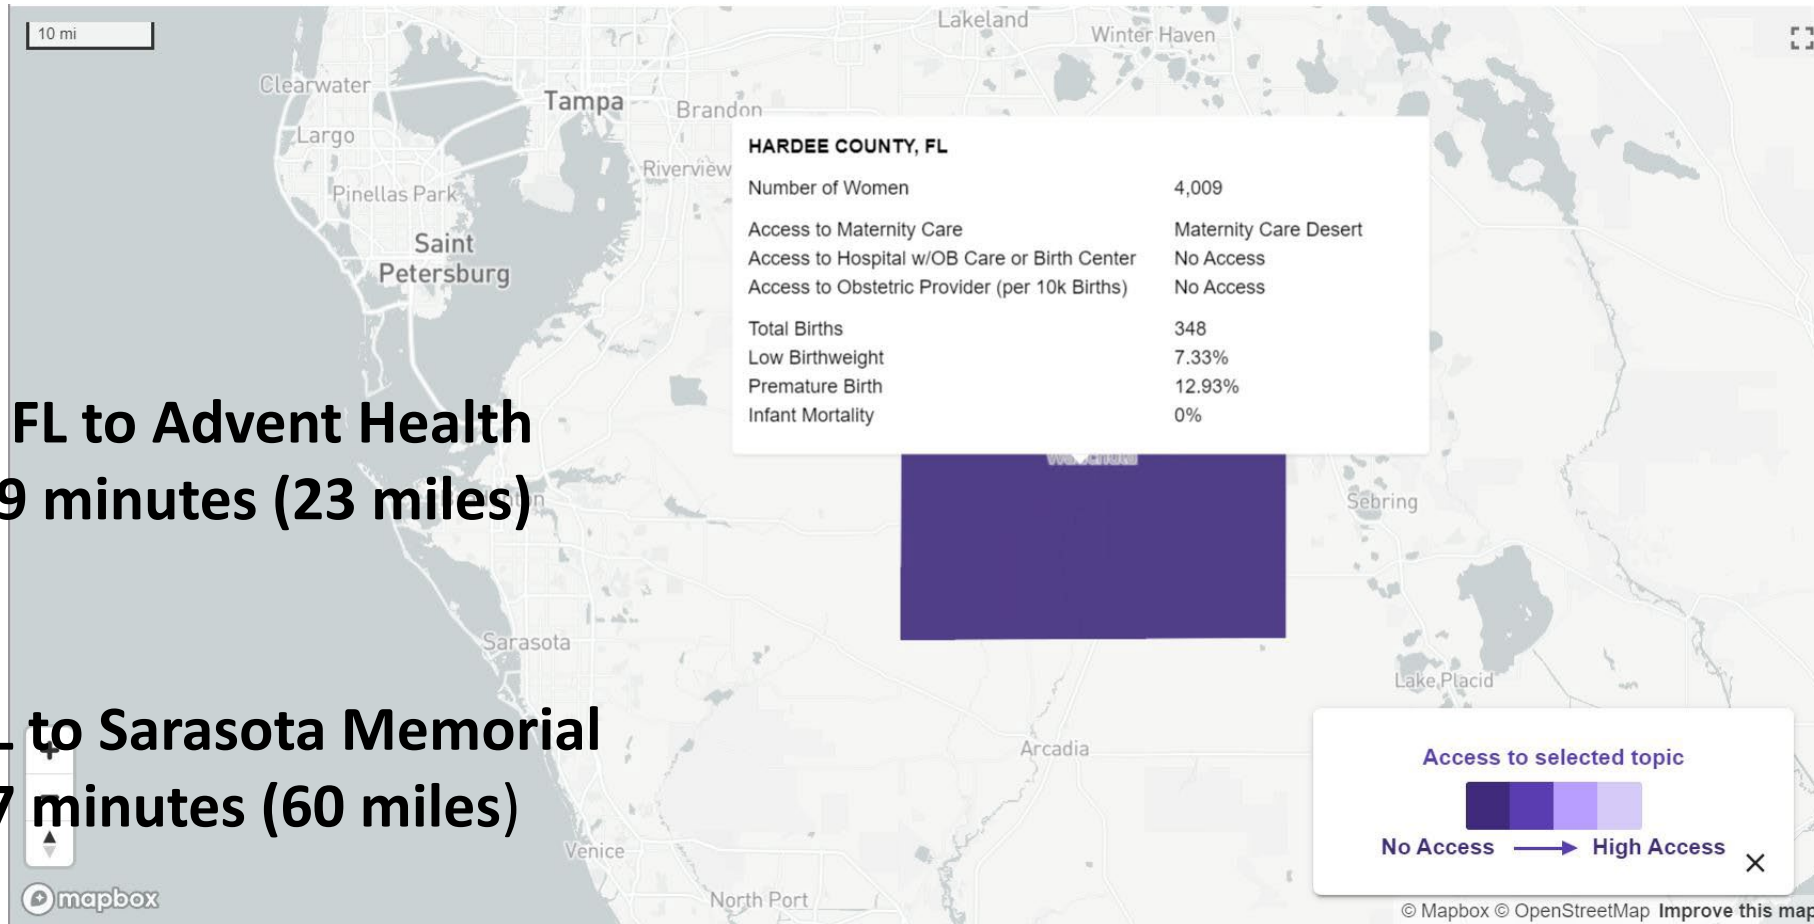 10 mi
Lakeland
Winter Haven
Clearwater
Tampa
Brandon
Largo
Riverview
Pinellas Park
Saint
Petersburg
HARDEE COUNTY, FL
Number of Women 4,009
Access to Maternity Care Maternity Care Desert
Access to Hospital w/OB Care or Birth Center No Access
Access to Obstetric Provider (per 10k Births) No Access
Total Births 348
Low Birthweight 7.33%
Premature Birth 12.93%
Infant Mortality 0%
FL to Advent Health
9 minutes (23 miles)
Sebring
Sarasota
Lake Placid
to Sarasota Memorial
7 minutes (60 miles)
Arcadia
Venice
North Port
Access to selected topic
No Access → High Access
mapbox
© Mapbox © OpenStreetMap Improve this map